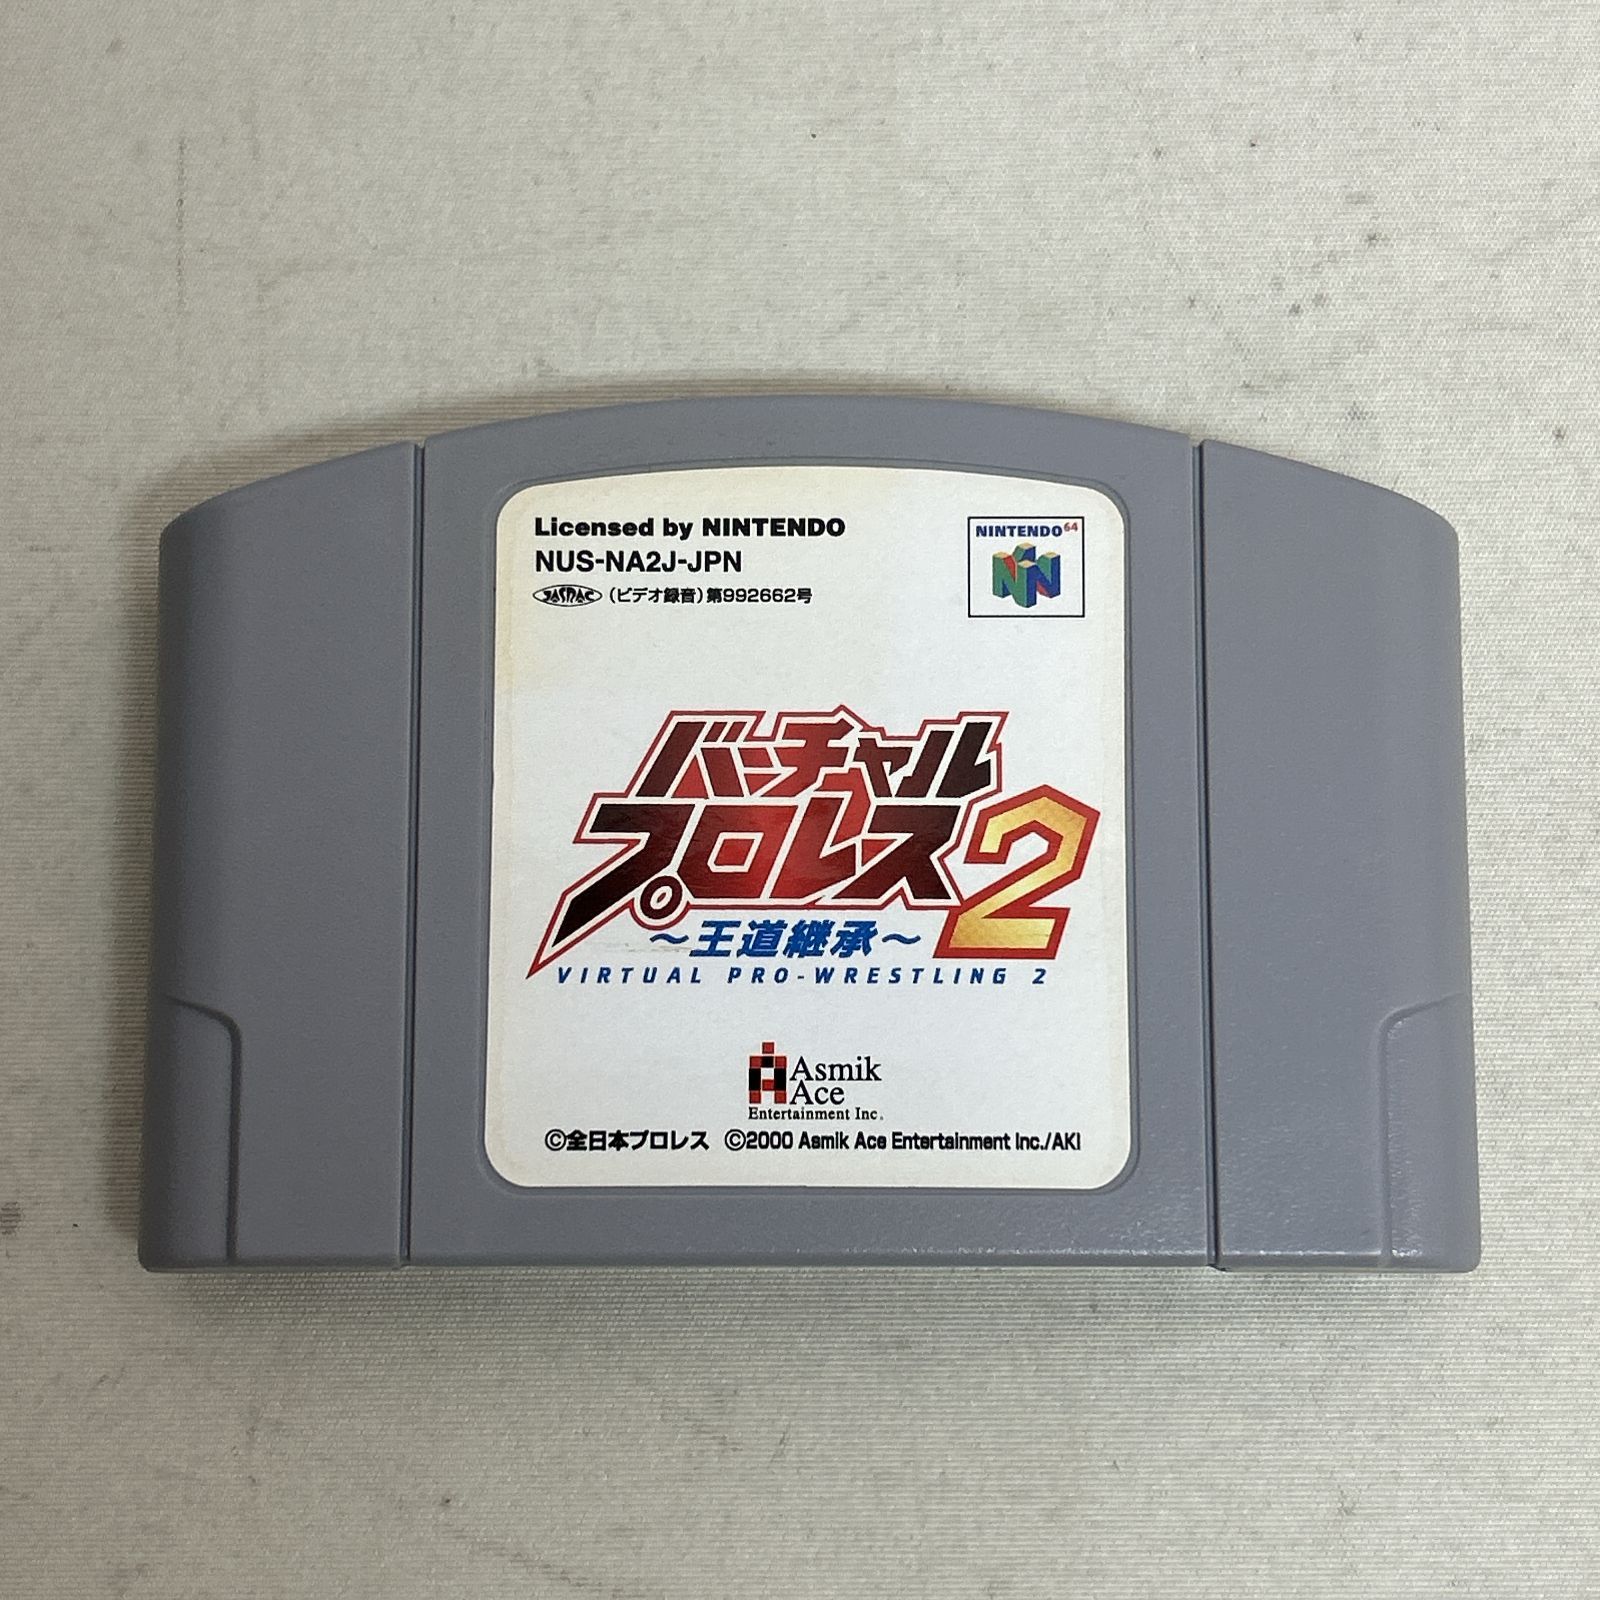 Licensed by NINTENDO
NUS-NA2J-JPN
JASRAC (ビデオ録音)第992662号
NINTENDO64
バーチャル
プロレス2
~王道継承~
VIRTUAL PRO-WRESTLING 2
Asmik
Ace
Entertainment Inc.
©全日本プロレス ©2000 Asmik Ace Entertainment Inc./AKI